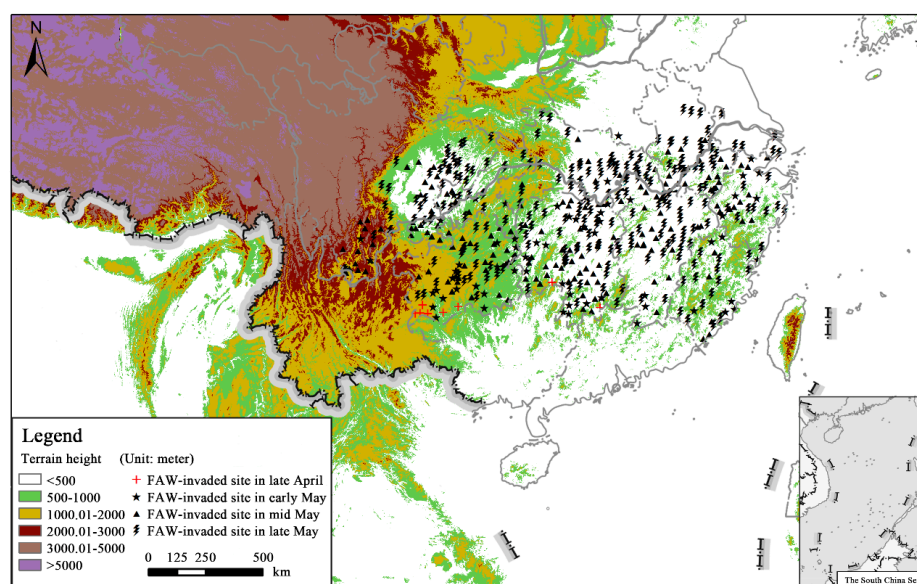 N
Legend
Terrain height (Unit: meter)
<500
500-1000
1000.01-2000
2000.01-3000
3000.01-5000
>5000
FAW-invaded site in late April
FAW-invaded site in early May
FAW-invaded site in mid May
FAW-invaded site in late May
0 125 250 500
km
The South China Se